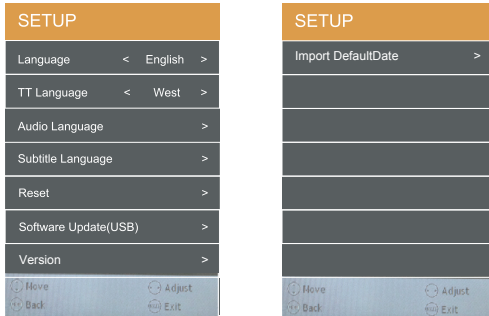 SETUP
Language < English >
TT Language < West >
Audio Language >
Subtitle Language >
Reset >
Software Update(USB) >
Version >
Move Adjust
Back Exit
SETUP
Import DefaultDate >
Move Adjust
Back Exit